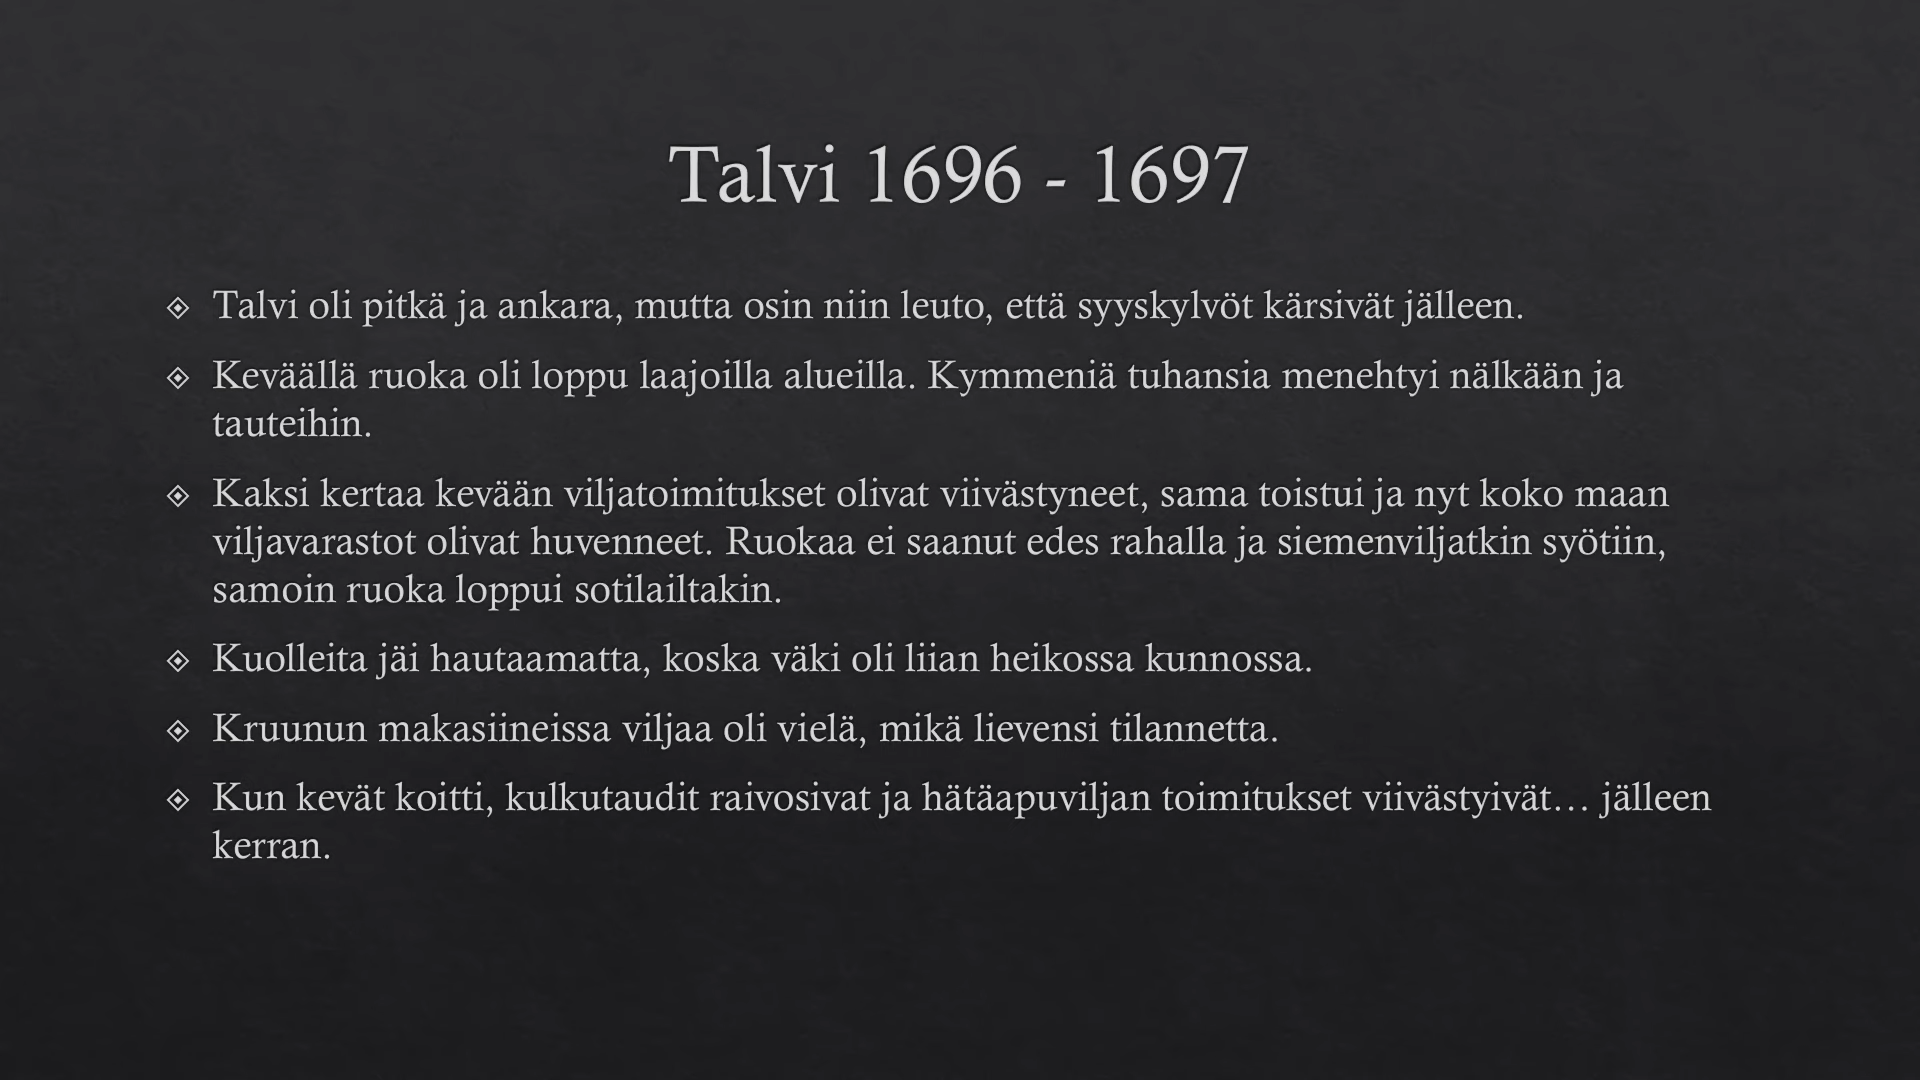 Talvi 1696 - 1697
Talvi oli pitkä ja ankara, mutta osin niin leuto, että syyskylvöt kärsivät jälleen.
Keväällä ruoka oli loppu laajoilla alueilla. Kymmeniä tuhansia menehtyi nälkään ja
tauteihin.
Kaksi kertaa kevään viljatoimitukset olivat viivästyneet, sama toistui ja nyt koko maan
viljavarastot olivat huvenneet. Ruokaa ei saanut edes rahalla ja siemenviljatkin syötiin,
samoin ruoka loppui sotilailtakin.
Kuolleita jäi hautaamatta, koska väki oli liian heikossa kunnossa.
Kruunun makasiineissa viljaa oli vielä, mikä lievensi tilannetta.
Kun kevät koitti, kulkutaudit raivosivat ja hätäapuviljan toimitukset viivästyivät… jälleen
kerran.